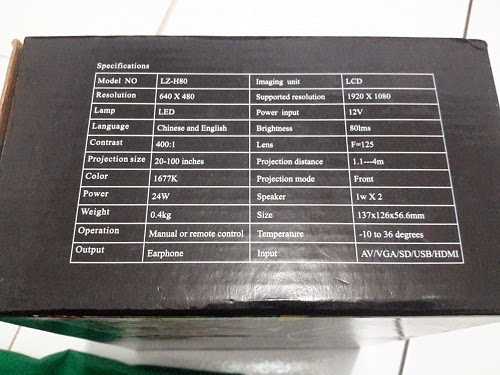 Specifications
Model NO LZ-H80 Imaging unit LCD
Resolution 640 X 480 Supported resolution 1920 X 1080
Lamp LED Power input 12V
Language Chinese and English Brightness 80lms
Contrast 400:1 Lens F=125
Projection size 20-100 inches Projection distance 1.1---4m
Color 1677K Projection mode Front
Power 24W Speaker 1w X 2
Weight 0.4kg Size 137x126x56.6mm
Operation Manual or remote control Temperature -10 to 36 degrees
Output Earphone Input AV/VGA/SD/USB/HDMI